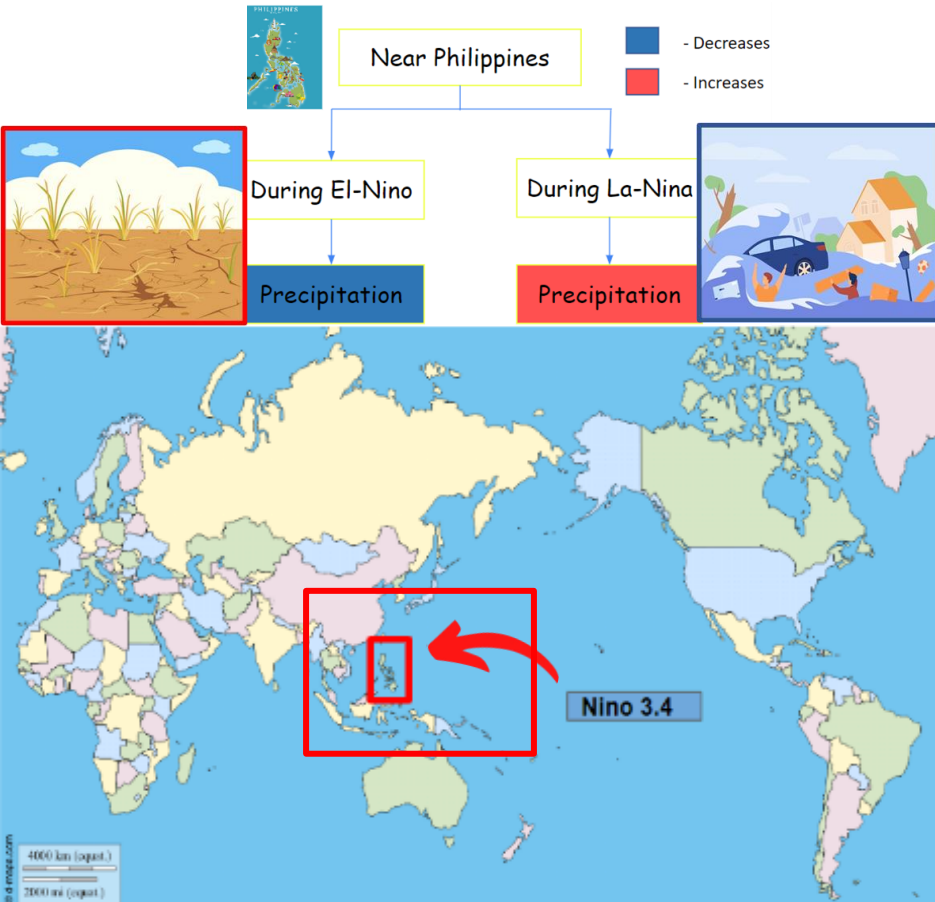 PHILIPPINES
Near Philippines
- Decreases
- Increases
During El-Nino
During La-Nina
Precipitation
Precipitation
Nino 3.4
4000 km (equat.)
2000 mi (equat.)
© d-maps.com